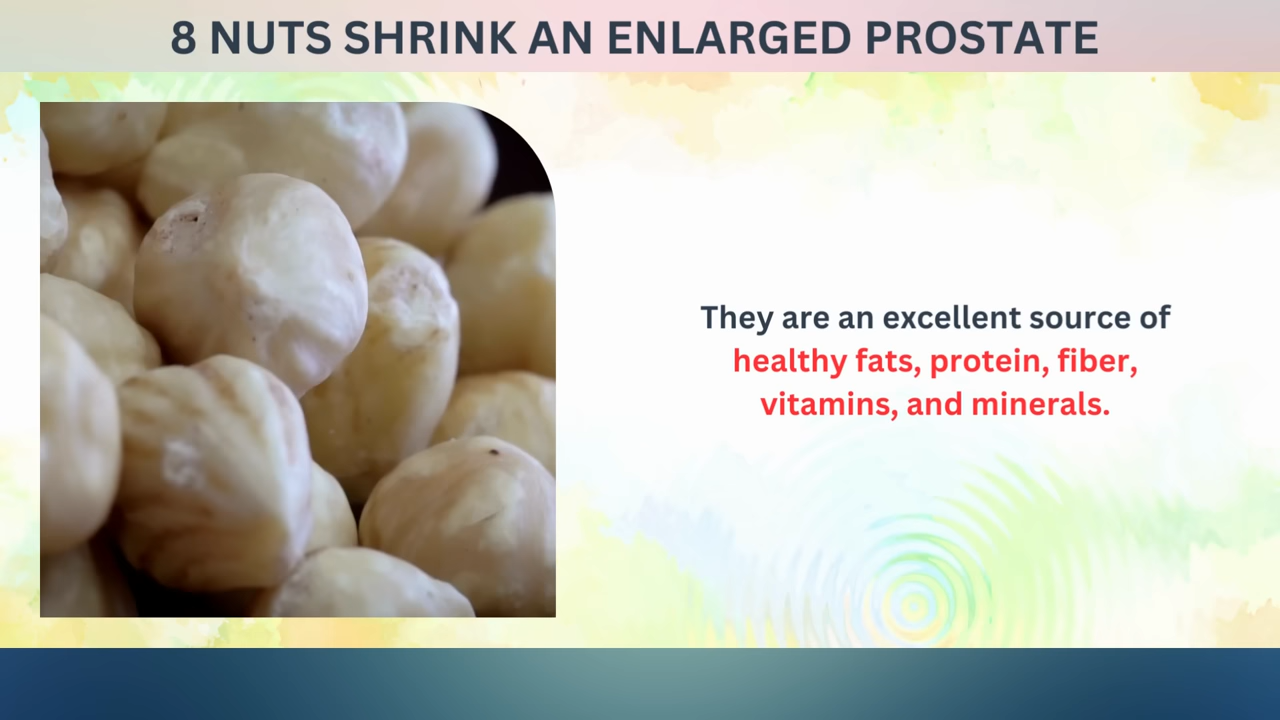 8 NUTS SHRINK AN ENLARGED PROSTATE
They are an excellent source of
healthy fats, protein, fiber,
vitamins, and minerals.